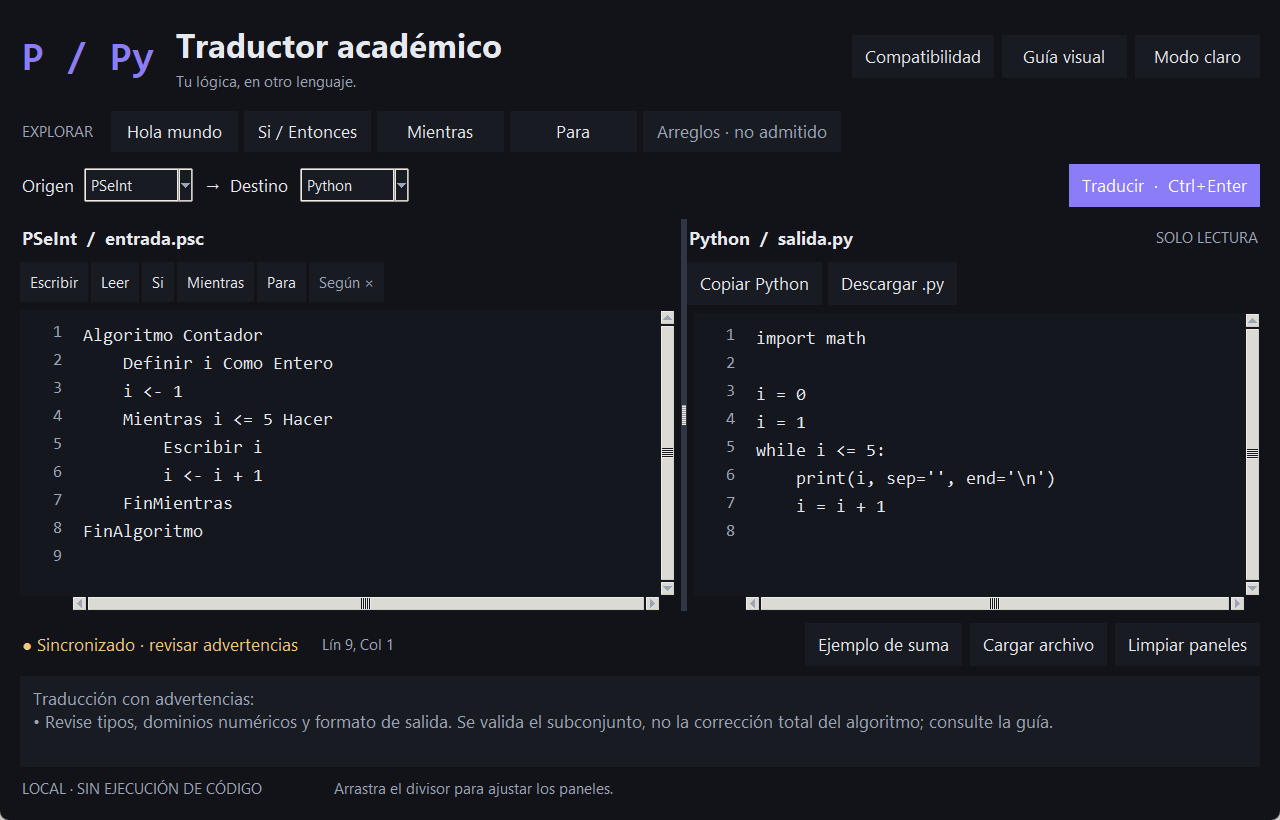 P / Py Traductor académico
Tu lógica, en otro lenguaje.
Compatibilidad Guía visual Modo claro
EXPLORAR Hola mundo Si / Entonces Mientras Para Arreglos · no admitido
Origen PSeInt → Destino Python Traducir · Ctrl+Enter
PSeInt / entrada.psc
Escribir Leer Si Mientras Para Según ×
1 Algoritmo Contador
2     Definir i Como Entero
3     i <- 1
4     Mientras i <= 5 Hacer
5         Escribir i
6         i <- i + 1
7     FinMientras
8 FinAlgoritmo
9
Python / salida.py SOLO LECTURA
Copiar Python Descargar .py
1 import math
2
3 i = 0
4 i = 1
5 while i <= 5:
6     print(i, sep='', end='\n')
7     i = i + 1
8
● Sincronizado · revisar advertencias Lín 9, Col 1 Ejemplo de suma Cargar archivo Limpiar paneles
Traducción con advertencias:
• Revise tipos, dominios numéricos y formato de salida. Se valida el subconjunto, no la corrección total del algoritmo; consulte la guía.
LOCAL · SIN EJECUCIÓN DE CÓDIGO Arrastra el divisor para ajustar los paneles.